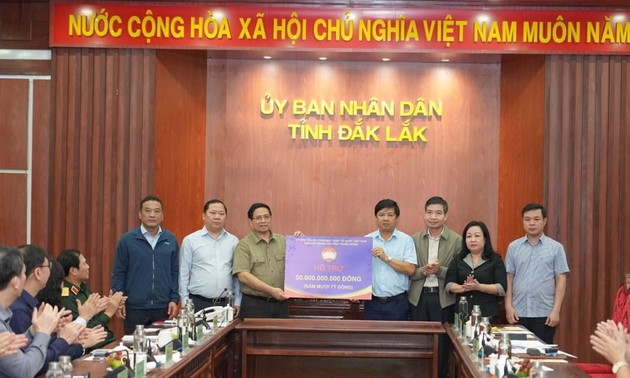 NƯỚC CỘNG HÒA XÃ HỘI CHỦ NGHĨA VIỆT NAM MUÔN NĂM
ỦY BAN NHÂN DÂN
TỈNH ĐẮK LẮK
HỖ TRỢ
50.000.000.000 ĐỒNG
(NĂM MƯƠI TỶ ĐỒNG)